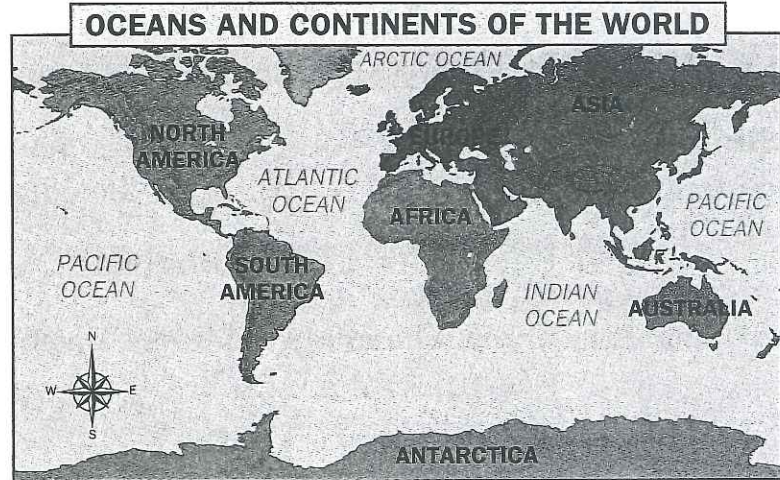 OCEANS AND CONTINENTS OF THE WORLD
ARCTIC OCEAN
ASIA
NORTH
AMERICA
EUROPE
ATLANTIC
OCEAN
PACIFIC
OCEAN
AFRICA
PACIFIC
OCEAN
SOUTH
AMERICA
INDIAN
OCEAN
AUSTRALIA
N
W E
S
ANTARCTICA